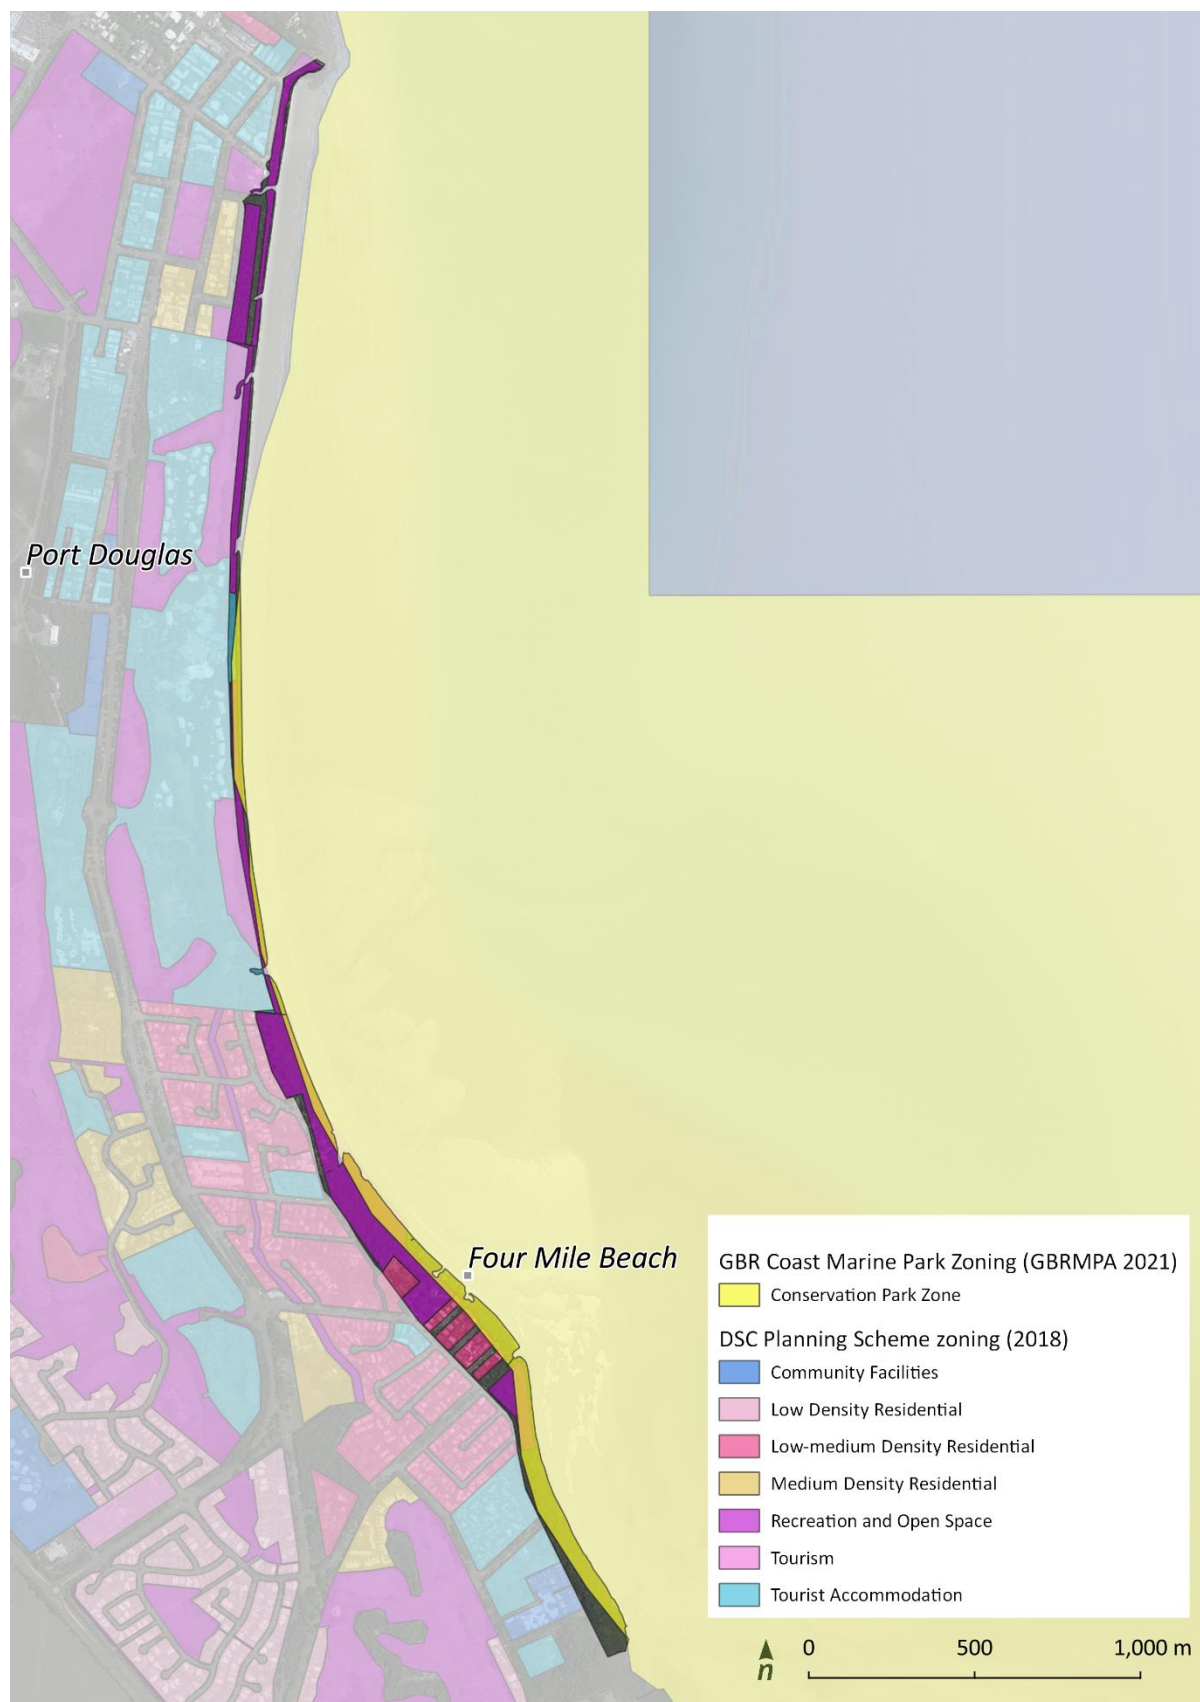 Port Douglas
Four Mile Beach
GBR Coast Marine Park Zoning (GBRMPA 2021)
Conservation Park Zone
DSC Planning Scheme zoning (2018)
Community Facilities
Low Density Residential
Low-medium Density Residential
Medium Density Residential
Recreation and Open Space
Tourism
Tourist Accommodation
n
0 500 1,000 m